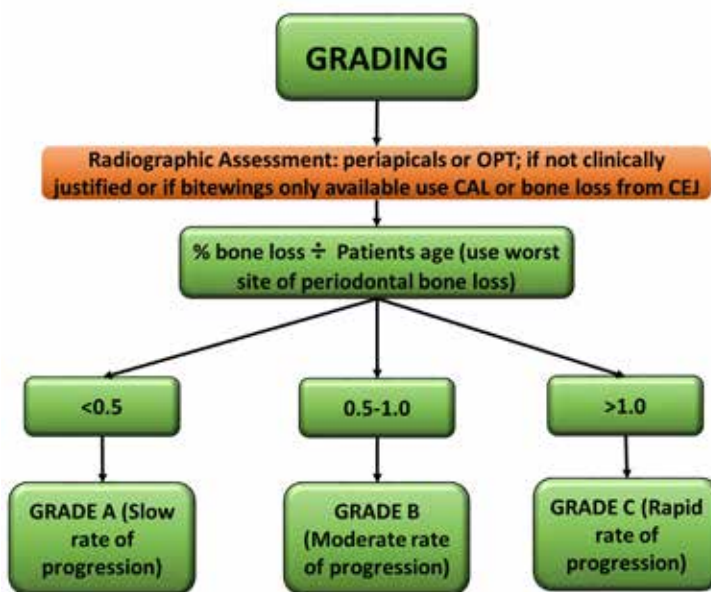 GRADING
Radiographic Assessment: periapicals or OPT; if not clinically
justified or if bitewings only available use CAL or bone loss from CEJ
% bone loss ÷ Patients age (use worst
site of periodontal bone loss)
<0.5
0.5-1.0
>1.0
GRADE A (Slow
rate of
progression)
GRADE B
(Moderate rate
of progression)
GRADE C (Rapid
rate of
progression)